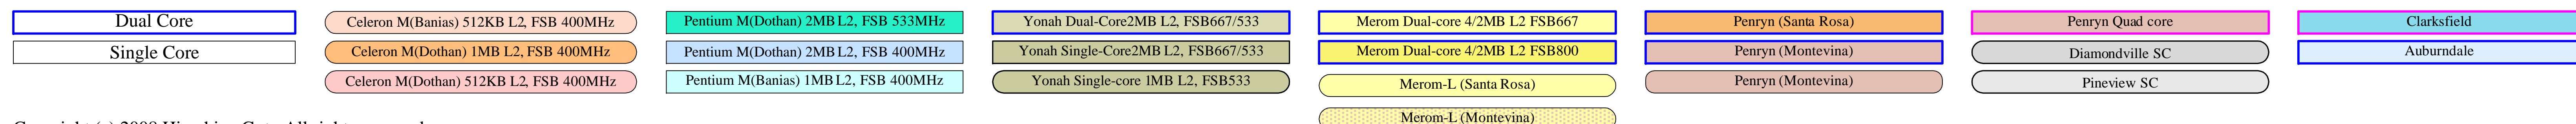 Dual Core
Single Core
Celeron M(Banias) 512KB L2, FSB 400MHz
Celeron M(Dothan) 1MB L2, FSB 400MHz
Celeron M(Dothan) 512KB L2, FSB 400MHz
Pentium M(Dothan) 2MB L2, FSB 533MHz
Pentium M(Dothan) 2MB L2, FSB 400MHz
Pentium M(Banias) 1MB L2, FSB 400MHz
Yonah Dual-Core2MB L2, FSB667/533
Yonah Single-Core2MB L2, FSB667/533
Yonah Single-core 1MB L2, FSB533
Merom Dual-core 4/2MB L2 FSB667
Merom Dual-core 4/2MB L2 FSB800
Merom-L (Santa Rosa)
Merom-L (Montevina)
Penryn (Santa Rosa)
Penryn (Montevina)
Penryn (Montevina)
Penryn Quad core
Diamondville SC
Pineview SC
Clarksfield
Auburndale